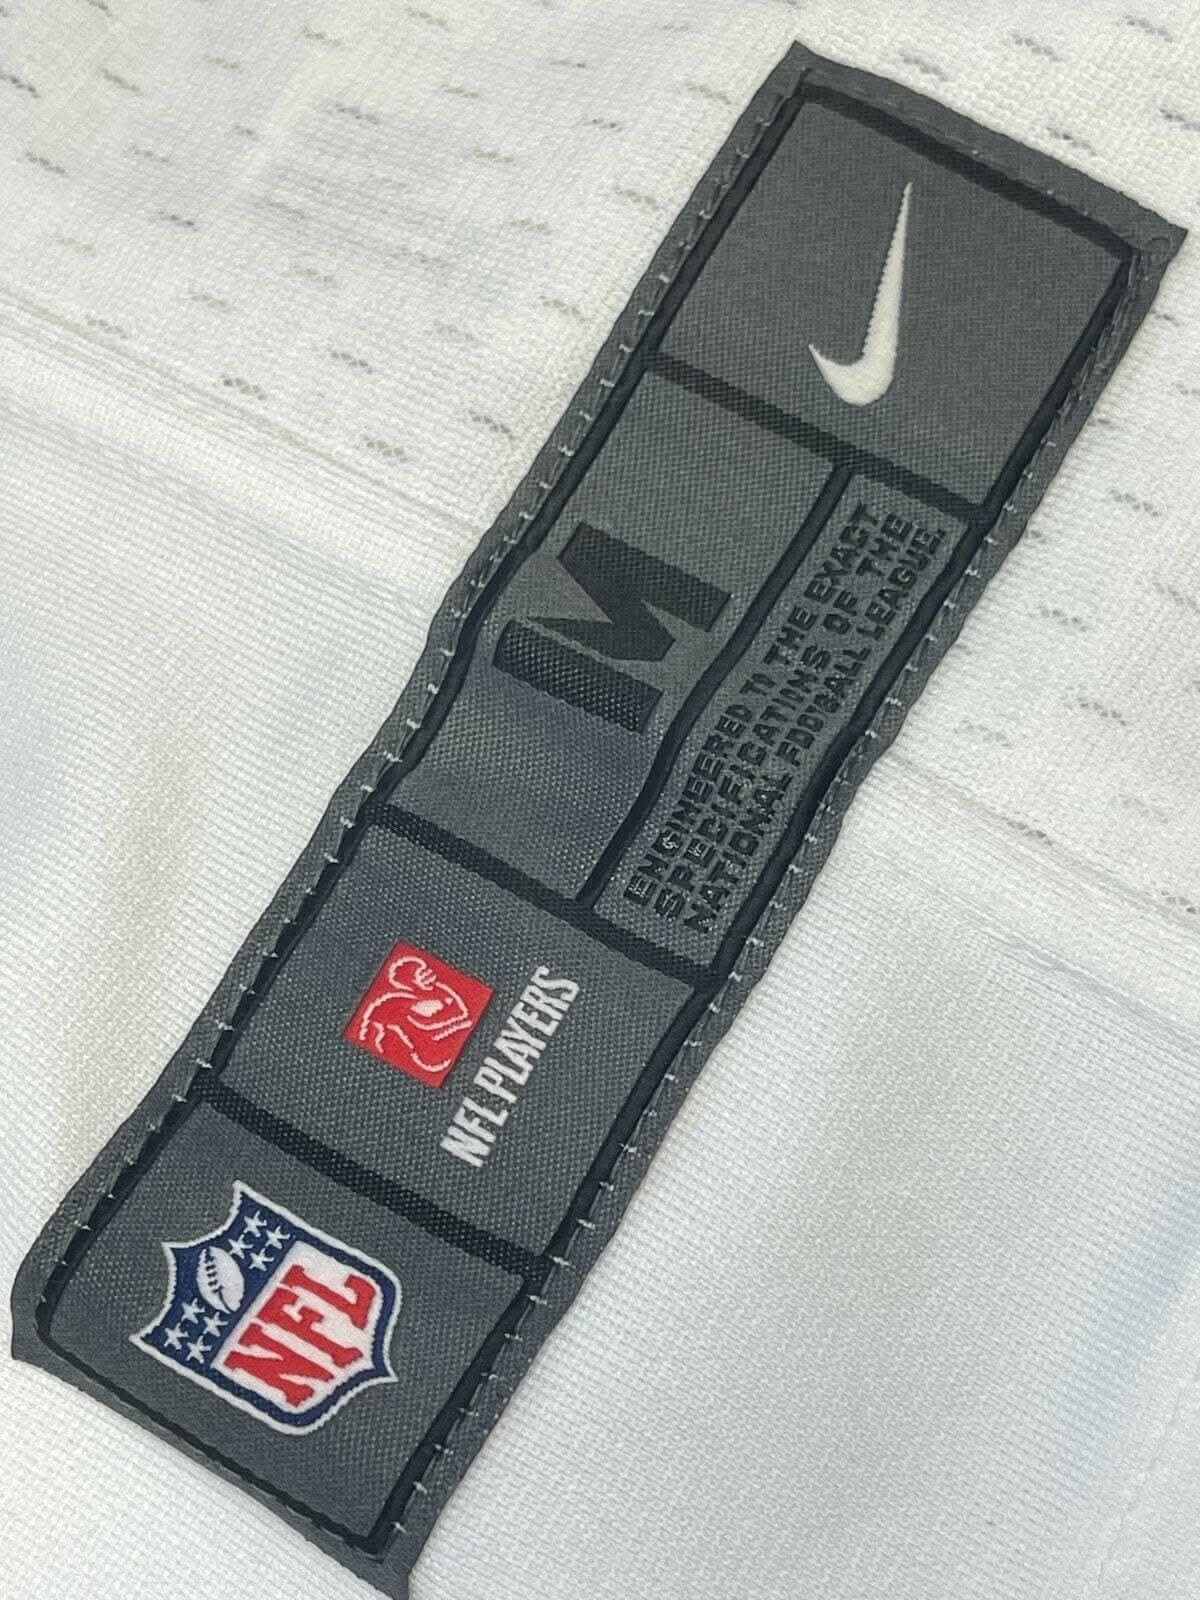 M
ENGINEERED TO THE EXACT
SPECIFICATIONS OF THE
NATIONAL FOOTBALL LEAGUE.
NFL PLAYERS
NFL